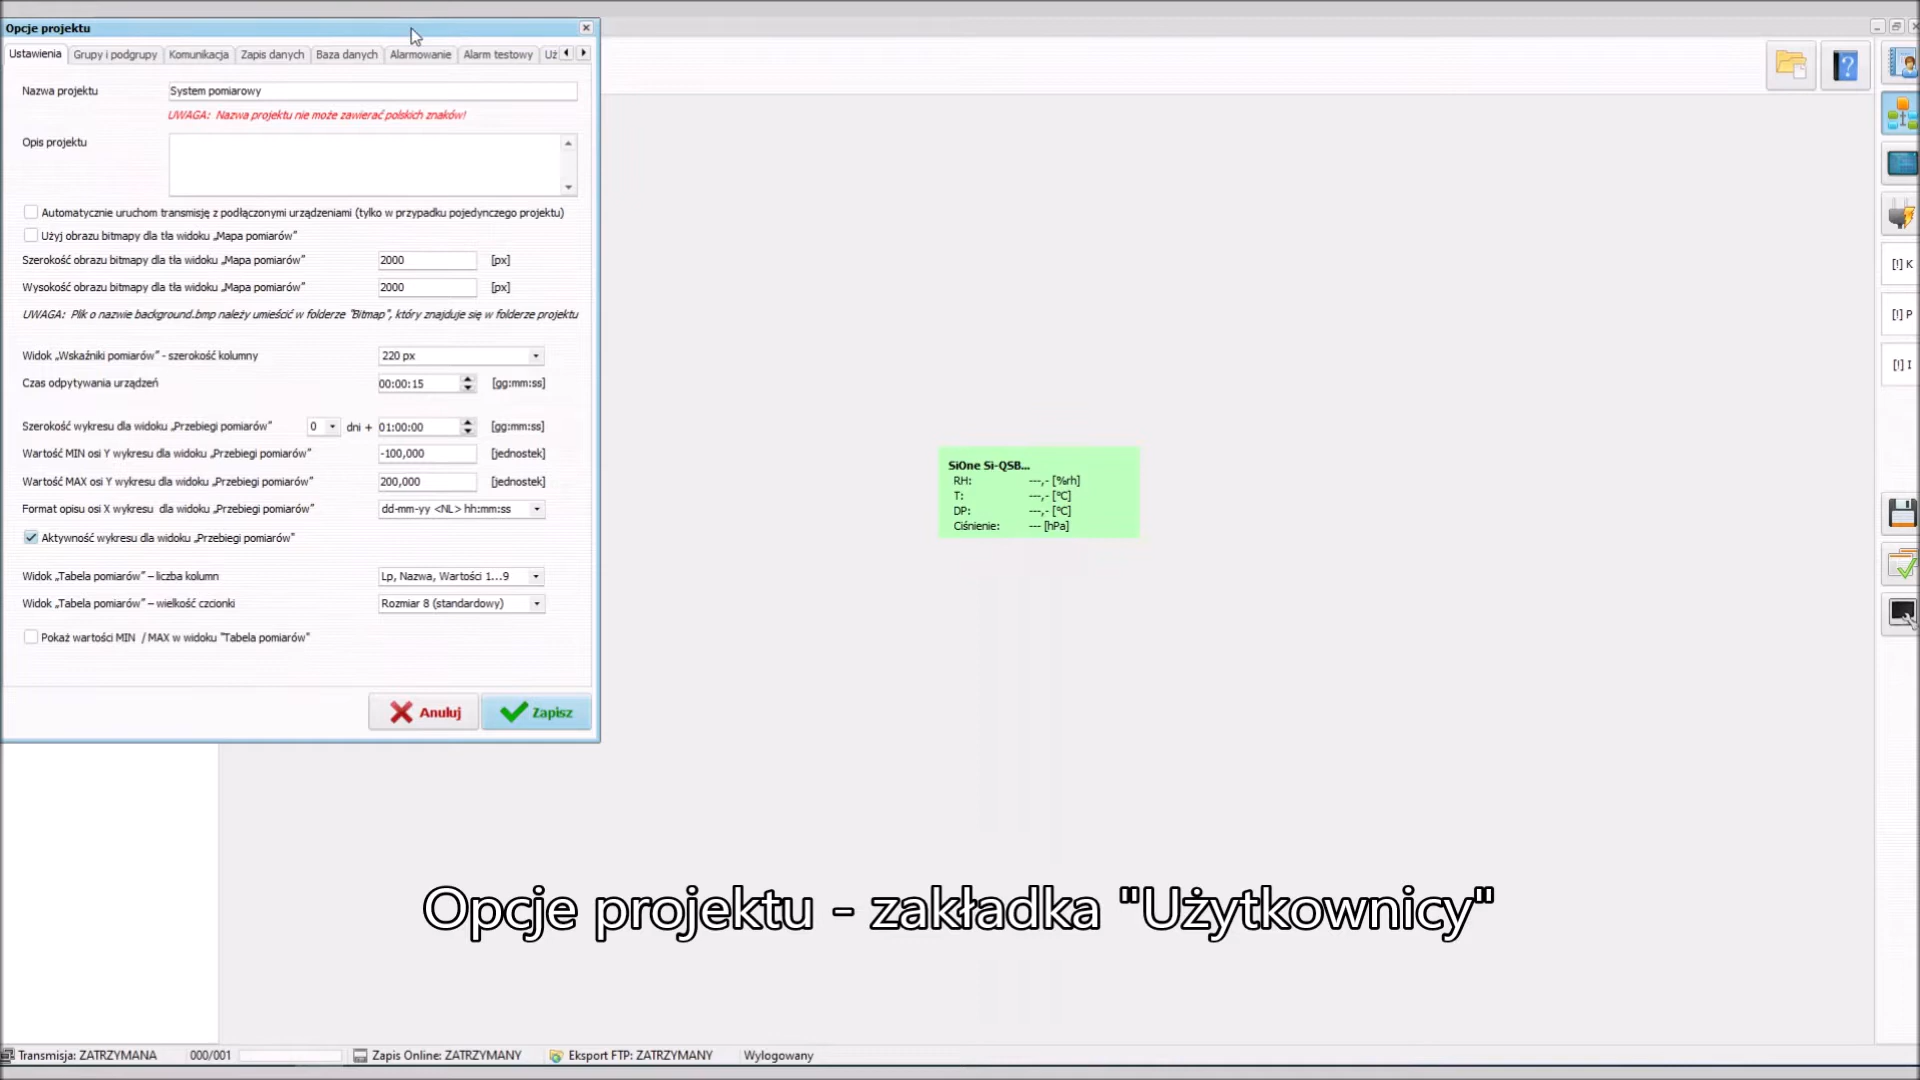 Opcje projektu
Ustawienia Grupy i podgrupy Komunikacja Zapis danych Baza danych Alarmowanie Alarm testowy Uż
Nazwa projektu System pomiarowy
UWAGA: Nazwa projektu nie może zawierać polskich znaków!
Opis projektu
Automatycznie uruchom transmisję z podłączonymi urządzeniami (tylko w przypadku pojedynczego projektu)
Użyj obrazu bitmapy dla tła widoku „Mapa pomiarów”
Szerokość obrazu bitmapy dla tła widoku „Mapa pomiarów” 2000 [px]
Wysokość obrazu bitmapy dla tła widoku „Mapa pomiarów” 2000 [px]
UWAGA: Plik o nazwie background.bmp należy umieścić w folderze "Bitmap", który znajduje się w folderze projektu
Widok „Wskaźniki pomiarów” - szerokość kolumny 220 px
Czas odpytywania urządzeń 00:00:15 [gg:mm:ss]
Szerokość wykresu dla widoku „Przebiegi pomiarów” 0 dni + 01:00:00 [gg:mm:ss]
Wartość MIN osi Y wykresu dla widoku „Przebiegi pomiarów” -100,000 [jednostek]
Wartość MAX osi Y wykresu dla widoku „Przebiegi pomiarów” 200,000 [jednostek]
Format opisu osi X wykresu dla widoku „Przebiegi pomiarów” dd-mm-yy <NL> hh:mm:ss
Aktywność wykresu dla widoku „Przebiegi pomiarów"
Widok „Tabela pomiarów” – liczba kolumn Lp, Nazwa, Wartości 1...9
Widok „Tabela pomiarów” – wielkość czcionki Rozmiar 8 (standardowy)
Pokaż wartości MIN / MAX w widoku "Tabela pomiarów"
Anuluj Zapisz
[!] K
[!] P
[!] I
SiOne Si-QSB...
RH: ---,- [%rh]
T: ---,- [°C]
DP: ---,- [°C]
Ciśnienie: --- [hPa]
Opcje projektu - zakładka "Użytkownicy"
Transmisja: ZATRZYMANA 000/001 Zapis Online: ZATRZYMANY Eksport FTP: ZATRZYMANY Wylogowany